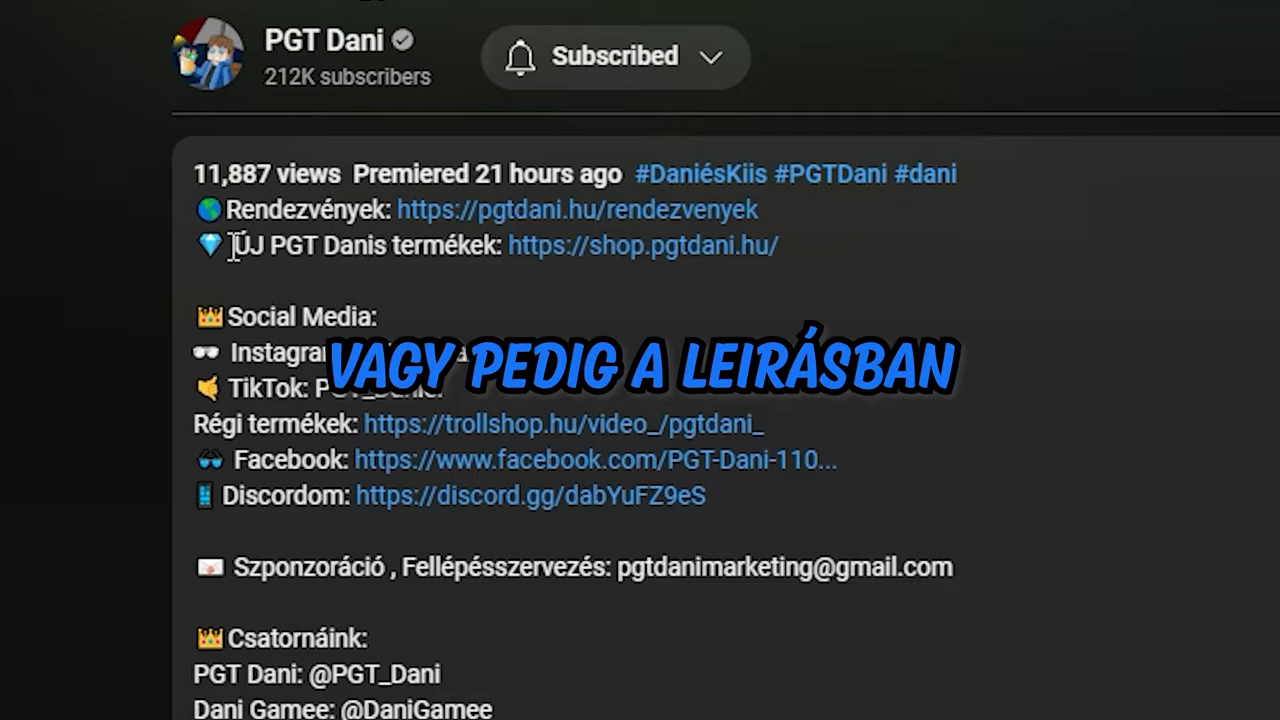 PGT Dani
212K subscribers
Subscribed
11,887 views Premiered 21 hours ago #DaniésKiis #PGTDani #dani
Rendezvények: https://pgtdani.hu/rendezvenyek
ÚJ PGT Danis termékek: https://shop.pgtdani.hu/
Social Media:
VAGY PEDIG A LEIRÁSBAN
TikTok:
Régi termékek: https://trollshop.hu/video_/pgtdani_
Facebook: https://www.facebook.com/PGT-Dani-110...
Discordom: https://discord.gg/dabYuFZ9eS
Szponzoráció , Fellépésszervezés: pgtdanimarketing@gmail.com
Csatornáink:
PGT Dani: @PGT_Dani
Dani Gamee: @DaniGamee